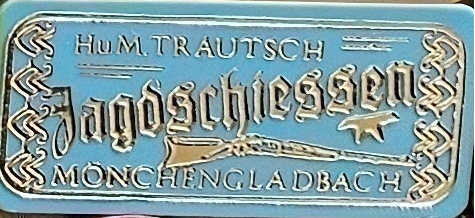 HuM. TRAUTSCH
Jagdschiessen
MÖNCHENGLADBACH